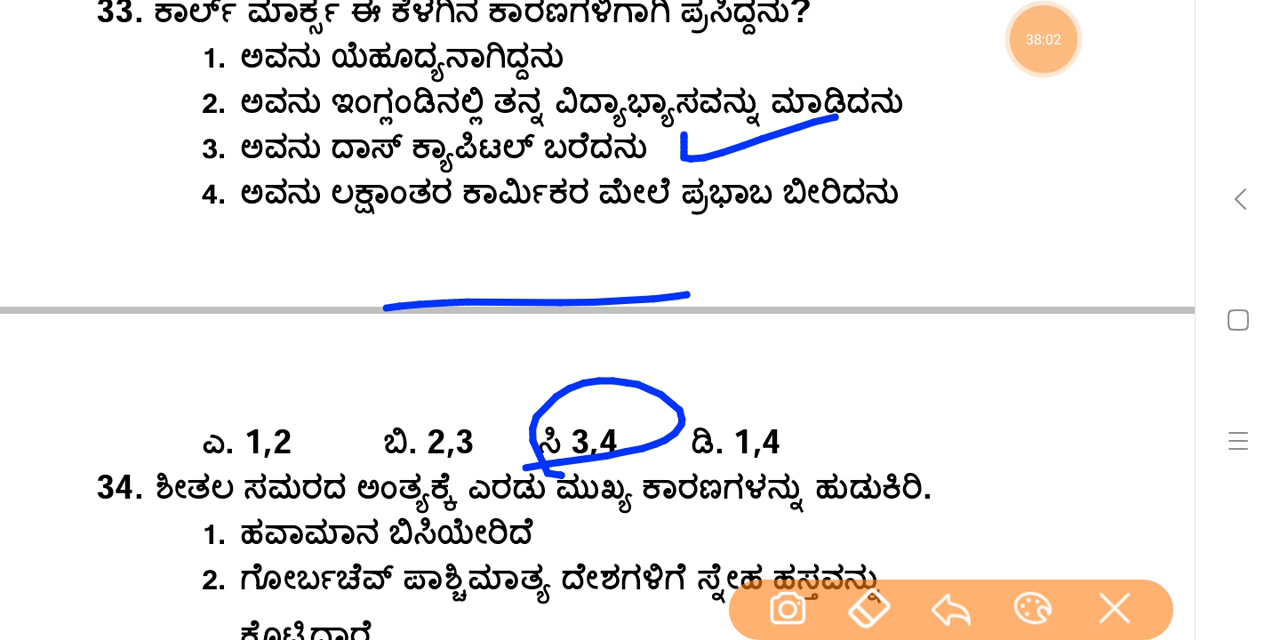 33. ಕಾರ್ಲ್ ಮಾರ್ಕ್ಸ ಈ ಕೆಳಗಿನ ಕಾರಣಗಳಿಗಾಗಿ ಪ್ರಸಿದ್ದನು?
38:02
1. ಅವನು ಯೆಹೂದ್ಯನಾಗಿದ್ದನು
2. ಅವನು ಇಂಗ್ಲಂಡಿನಲ್ಲಿ ತನ್ನ ವಿದ್ಯಾಭ್ಯಾಸವನ್ನು ಮಾಡಿದನು
3. ಅವನು ದಾಸ್ ಕ್ಯಾಪಿಟಲ್ ಬರೆದನು
4. ಅವನು ಲಕ್ಷಾಂತರ ಕಾರ್ಮಿಕರ ಮೇಲೆ ಪ್ರಭಾಬ ಬೀರಿದನು
ಎ. 1,2 ಬಿ. 2,3 ಸಿ 3,4 ಡಿ. 1,4
34. ಶೀತಲ ಸಮರದ ಅಂತ್ಯಕ್ಕೆ ಎರಡು ಮುಖ್ಯ ಕಾರಣಗಳನ್ನು ಹುಡುಕಿರಿ.
1. ಹವಾಮಾನ ಬಿಸಿಯೇರಿದೆ
2. ಗೋರ್ಬಚೆವ್ ಪಾಶ್ಚಿಮಾತ್ಯ ದೇಶಗಳಿಗೆ ಸ್ನೇಹ ಹಸ್ತವನ್ನು
ಕೊಟ್ಟಿದ್ದಾರೆ